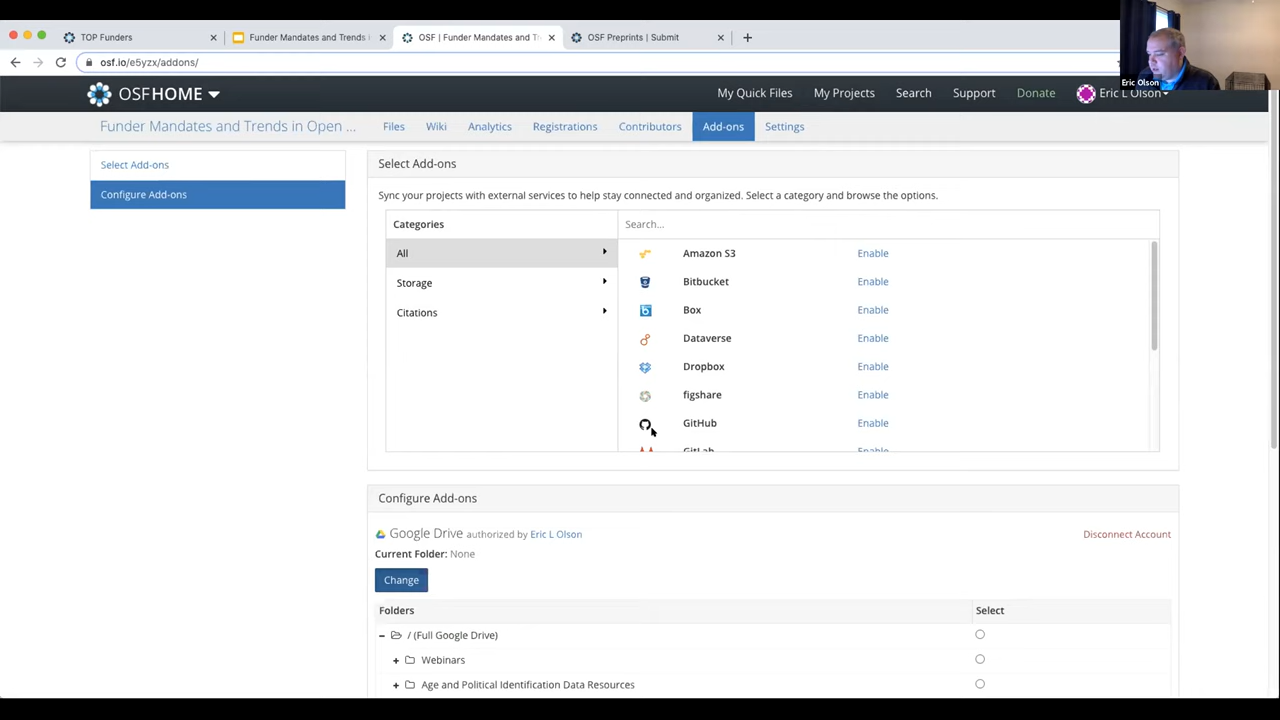 TOP Funders
Funder Mandates and Trends i
OSF | Funder Mandates and Tr
OSF Preprints | Submit
osf.io/e5yzx/addons/
Eric Olson
OSFHOME
My Quick Files
My Projects
Search
Support
Donate
Eric L Olson
Funder Mandates and Trends in Open ...
Files
Wiki
Analytics
Registrations
Contributors
Add-ons
Settings
Select Add-ons
Configure Add-ons
Select Add-ons
Sync your projects with external services to help stay connected and organized. Select a category and browse the options.
Categories
Search...
All
Storage
Citations
Amazon S3 Enable
Bitbucket Enable
Box Enable
Dataverse Enable
Dropbox Enable
figshare Enable
GitHub Enable
GitLab Enable
Configure Add-ons
Google Drive authorized by Eric L Olson
Disconnect Account
Current Folder: None
Change
Folders Select
/ (Full Google Drive)
Webinars
Age and Political Identification Data Resources